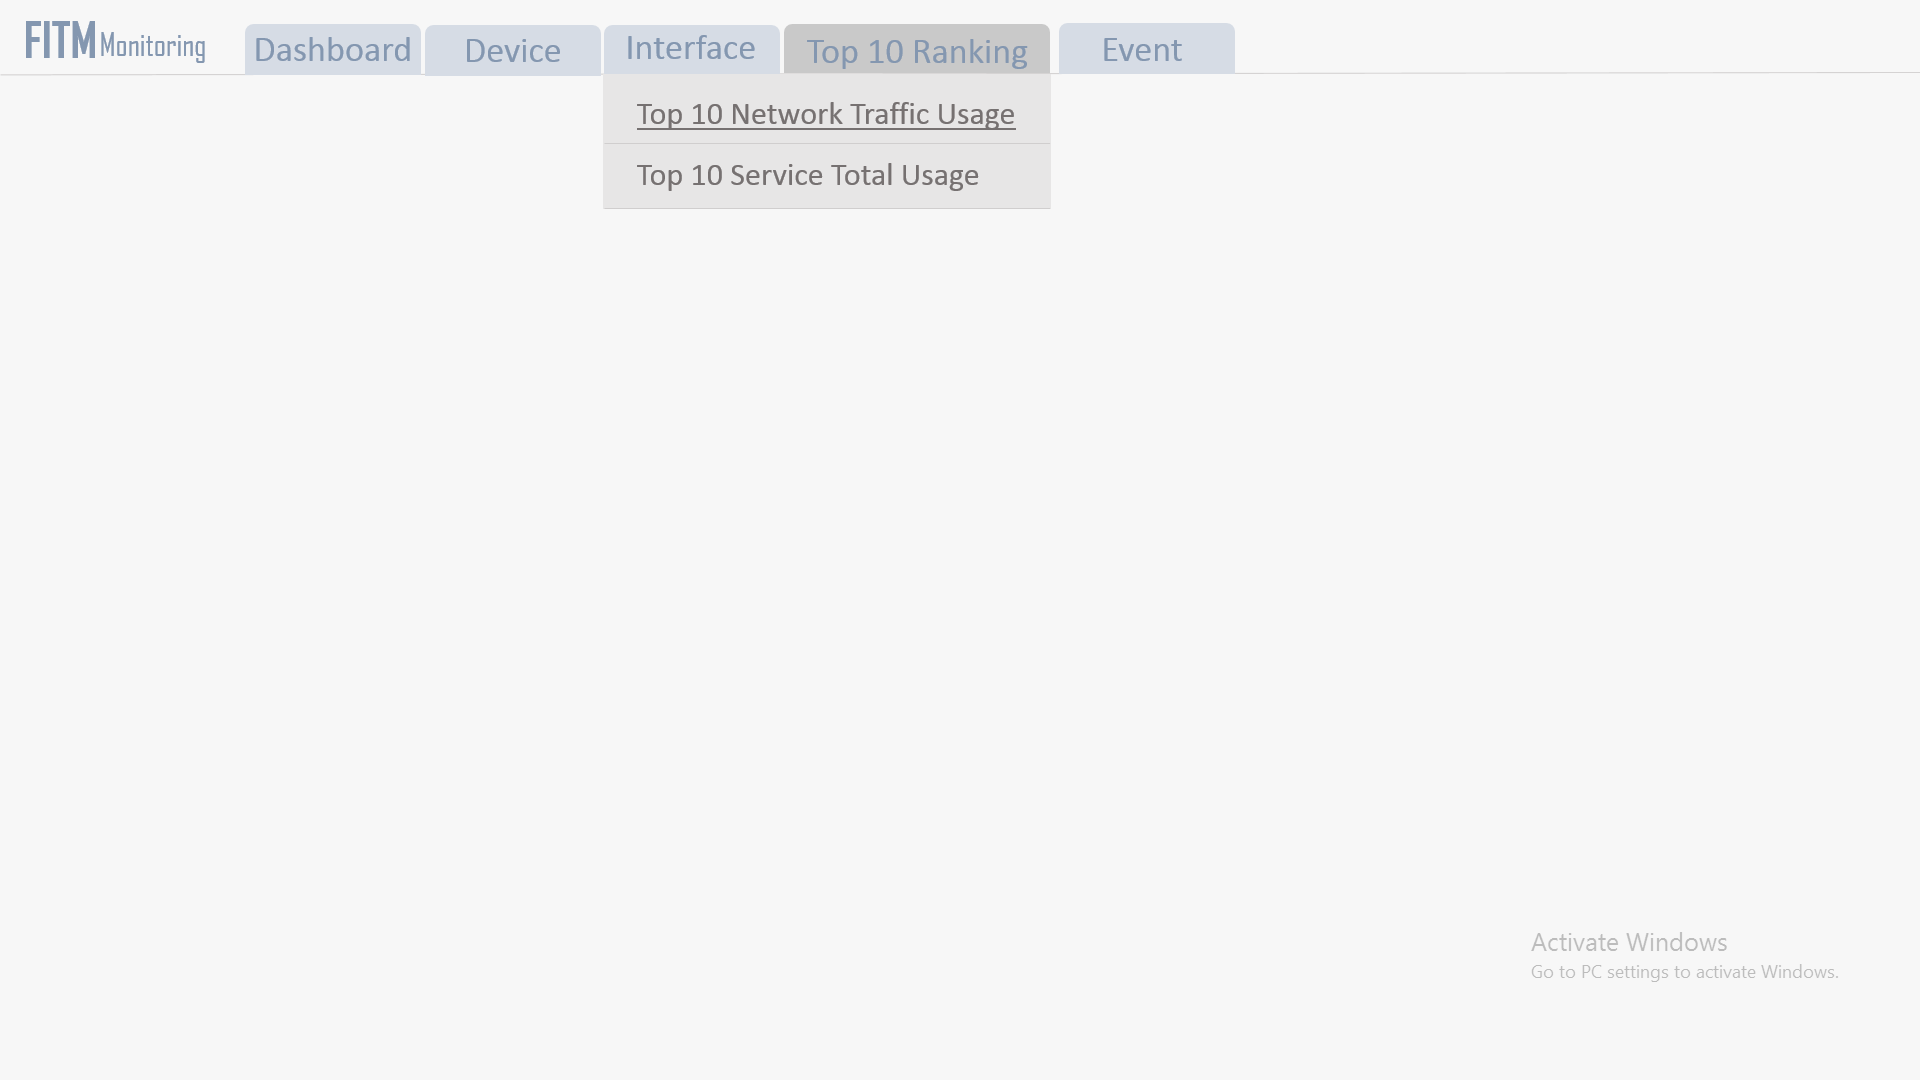 FITM Monitoring
Dashboard
Device
Interface
Top 10 Ranking
Event
Top 10 Network Traffic Usage
Top 10 Service Total Usage
Activate Windows
Go to PC settings to activate Windows.